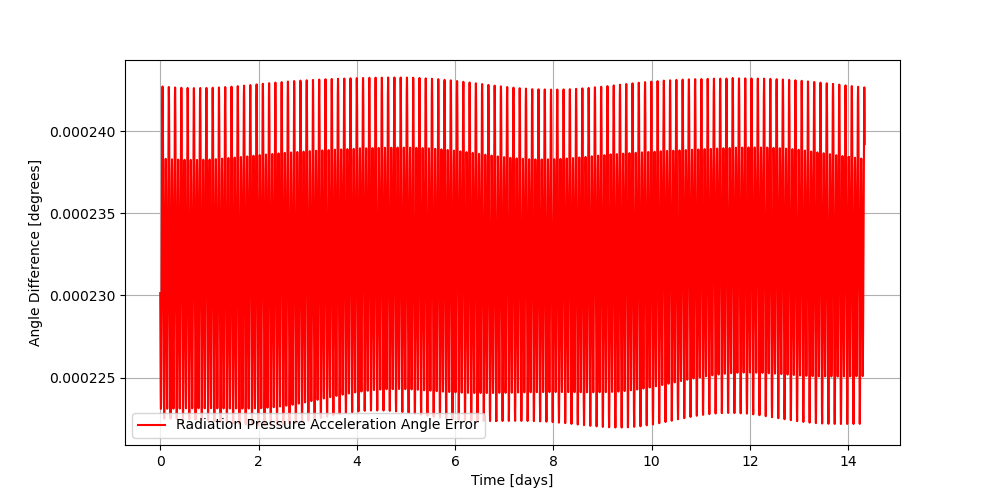 0.000240
0.000235
0.000230
0.000225
Angle Difference [degrees]
Radiation Pressure Acceleration Angle Error
0 2 4 6 8 10 12 14
Time [days]